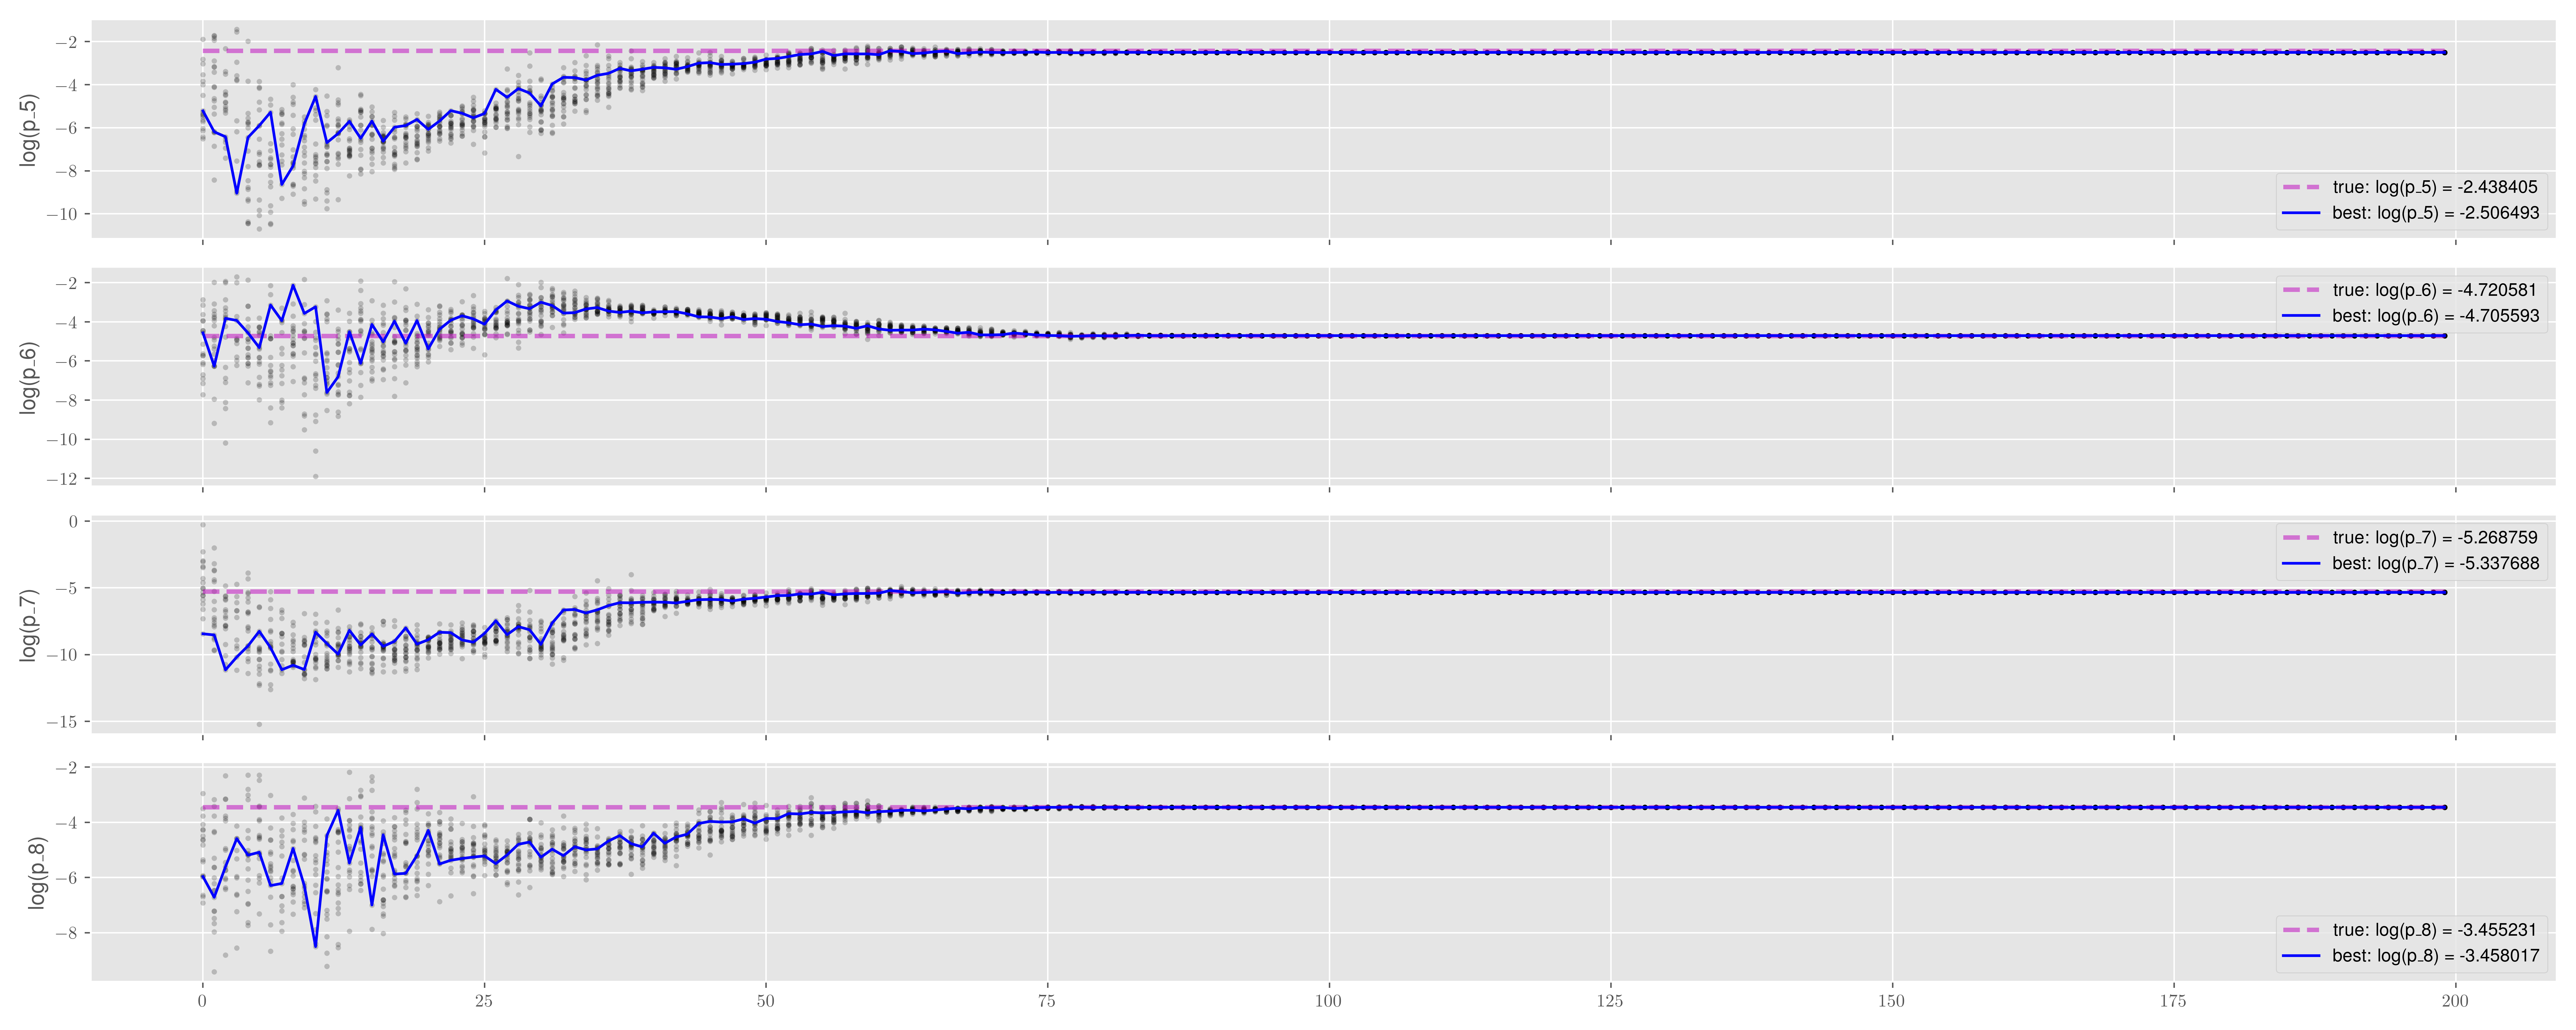 −2
−4
−6
−8
−10
log(p_5)
true: log(p_5) = -2.438405
best: log(p_5) = -2.506493
−2
−4
−6
−8
−10
−12
log(p_6)
true: log(p_6) = -4.720581
best: log(p_6) = -4.705593
0
−5
−10
−15
log(p_7)
true: log(p_7) = -5.268759
best: log(p_7) = -5.337688
−2
−4
−6
−8
log(p_8)
true: log(p_8) = -3.455231
best: log(p_8) = -3.458017
0 25 50 75 100 125 150 175 200